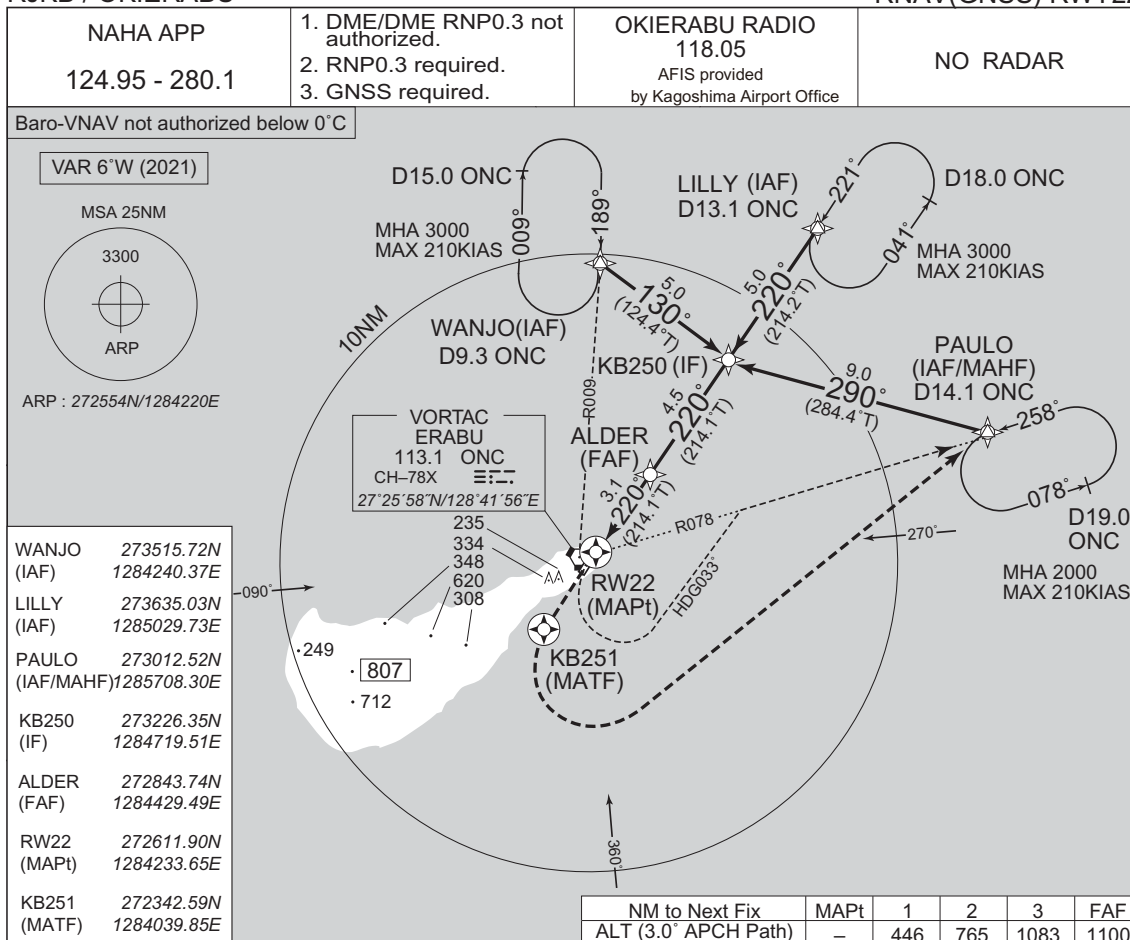 NAHA APP
124.95 - 280.1
1. DME/DME RNP0.3 not
authorized.
2. RNP0.3 required.
3. GNSS required.
OKIERABU RADIO
118.05
AFIS provided
by Kagoshima Airport Office
NO RADAR
Baro-VNAV not authorized below 0°C
VAR 6°W (2021)
MSA 25NM
3300
ARP
ARP : 272554N/1284220E
D15.0 ONC
009°
189°
MHA 3000
MAX 210KIAS
WANJO(IAF)
D9.3 ONC
10NM
5.0
130°
(124.4°T)
LILLY (IAF)
D13.1 ONC
221°
041°
D18.0 ONC
MHA 3000
MAX 210KIAS
5.0
220°
(214.2°T)
KB250 (IF)
PAULO
(IAF/MAHF)
D14.1 ONC
9.0
290°
(284.4°T)
258°
078°
D19.0
ONC
MHA 2000
MAX 210KIAS
R009
4.5
220°
(214.1°T)
ALDER
(FAF)
3.1
220°
(214.1°T)
VORTAC
ERABU
113.1 ONC
CH–78X
27°25´58˝N/128°41´56˝E
R078
HDG033°
270°
090°
360°
235
334
348
620
308
249
807
712
RW22
(MAPt)
KB251
(MATF)
WANJO 273515.72N
(IAF) 1284240.37E
LILLY 273635.03N
(IAF) 1285029.73E
PAULO 273012.52N
(IAF/MAHF) 1285708.30E
KB250 273226.35N
(IF) 1284719.51E
ALDER 272843.74N
(FAF) 1284429.49E
RW22 272611.90N
(MAPt) 1284233.65E
KB251 272342.59N
(MATF) 1284039.85E
NM to Next Fix MAPt 1 2 3 FAF
ALT (3.0° APCH Path) – 446 765 1083 1100